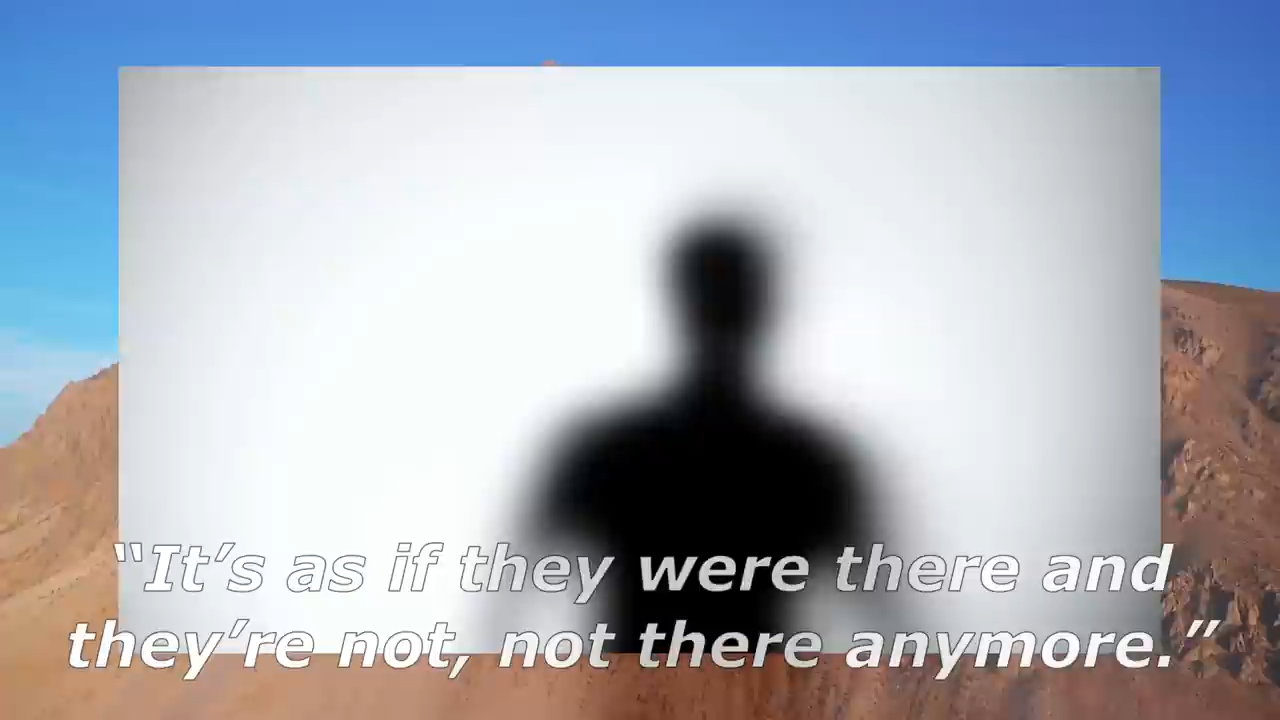 “It’s as if they were there and
they’re not, not there anymore.”